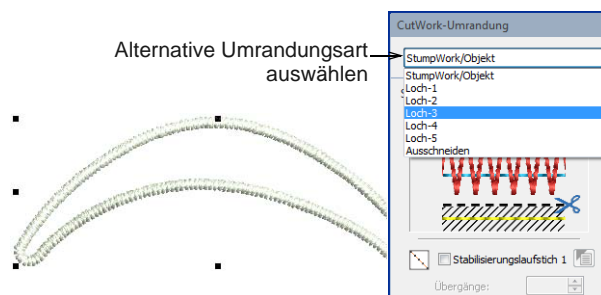 Alternative Umrandungsart
auswählen
CutWork-Umrandung
StumpWork/Objekt
StumpWork/Objekt
Loch-1
Loch-2
Loch-3
Loch-4
Loch-5
Ausschneiden
Stabilisierungslaufstich 1
Übergänge: